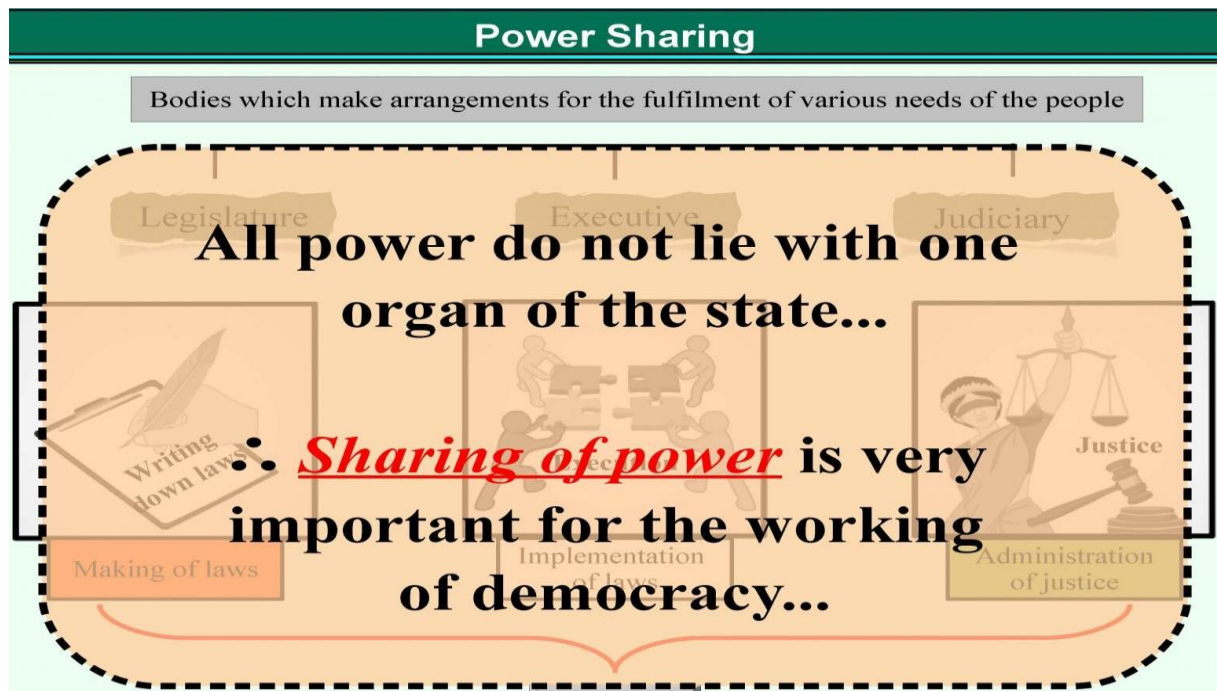 Power Sharing
Bodies which make arrangements for the fulfilment of various needs of the people
Legislature
Executive
Judiciary
All power do not lie with one
organ of the state...
Writing
down laws
Execution
Justice
∴ Sharing of power is very
important for the working
of democracy...
Making of laws
Implementation
of laws
Administration
of justice